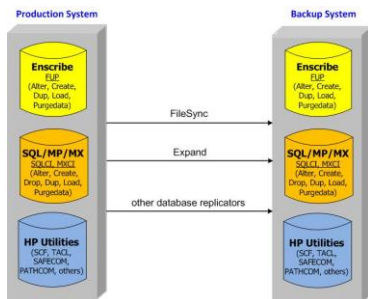 Production System
Backup System
Enscribe
FUP
(Alter, Create,
Dup, Load,
Purgedata)
SQL/MP/MX
SQLCI, MXCI
(Alter, Create,
Drop, Dup, Load,
Purgedata)
HP Utilities
(SCF, TACL,
SAFECOM,
PATHCOM, others)
FileSync
Expand
other database replicators
Enscribe
FUP
(Alter, Create,
Dup, Load,
Purgedata)
SQL/MP/MX
SQLCI, MXCI
(Alter, Create,
Drop, Dup, Load,
Purgedata)
HP Utilities
(SCF, TACL,
SAFECOM,
PATHCOM, others)